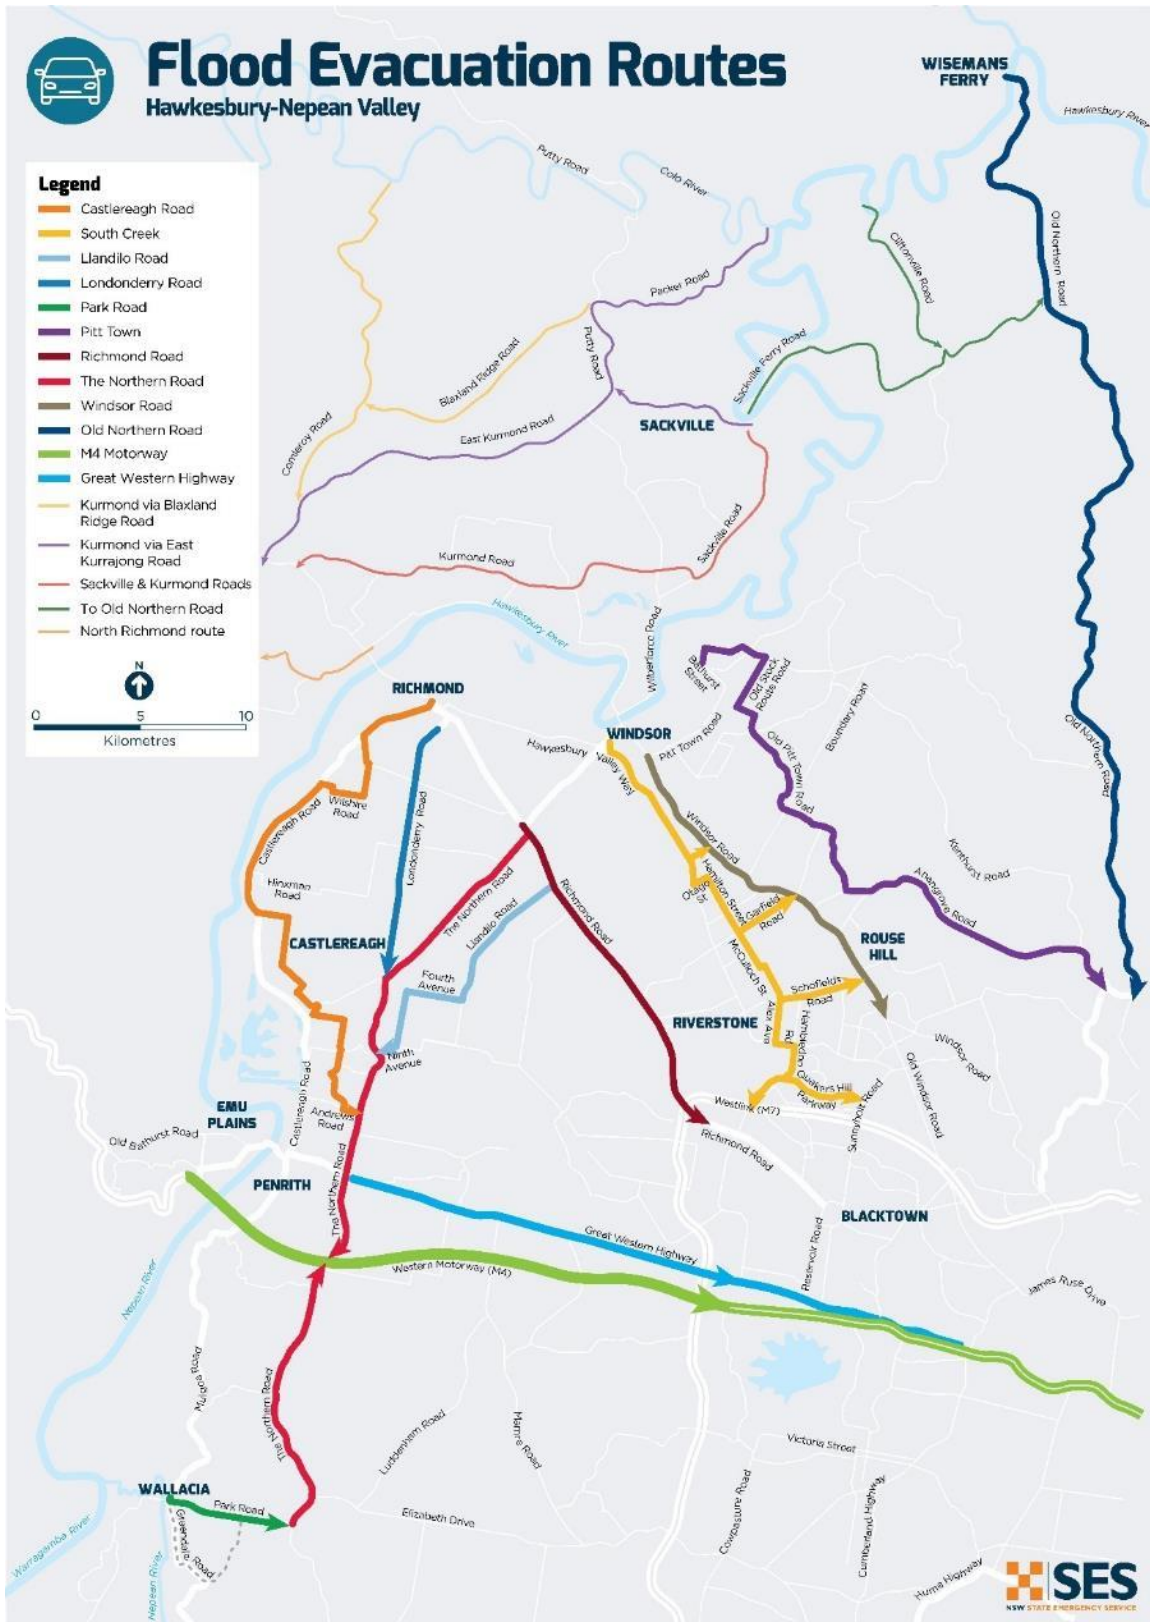 Flood Evacuation Routes
Hawkesbury-Nepean Valley
WISEMANS
FERRY
Hawkesbury River
Putty Road
Colo River
Legend
Castlereagh Road
South Creek
Llandilo Road
Londonderry Road
Park Road
Pitt Town
Richmond Road
The Northern Road
Windsor Road
Old Northern Road
M4 Motorway
Great Western Highway
Kurmond via Blaxland
Ridge Road
Kurmond via East
Kurrajong Road
Sackville & Kurmond Roads
To Old Northern Road
North Richmond route
N
0 5 10
Kilometres
Old Northern Road
Cliftonville Road
Packer Road
Putty Road
Blaxland Ridge Road
Sackville Ferry Road
Comleroy Road
East Kurmond Road
SACKVILLE
Sackville Road
Kurmond Road
Hawkesbury River
Wilberforce Road
Bathurst
Street
Old Stock
Route Road
RICHMOND
WINDSOR
Pitt Town Road
Boundary Road
Old Pitt Town
Road
Old Northern Road
Hawkesbury
Valley Way
Castlereagh Road
Wilshire
Road
Londonderry Road
Windsor Road
Kenthurst Road
Hinxman
Road
The Northern Road
Llandilo Road
Richmond Road
Otago
St
Hamilton Street
Garfield
Road
Annangrove Road
CASTLEREAGH
ROUSE
HILL
Fourth
Avenue
McCulloch St
Schofields
Road
RIVERSTONE
Alex Ave
Hambledon
Rd
Ninth
Avenue
Windsor Road
Old Windsor Road
Castlereagh Road
Quakers Hill
Parkway
Sunnyholt Road
EMU
PLAINS
Andrews
Road
Westlink (M7)
Old Bathurst Road
Richmond Road
PENRITH
The Northern Road
BLACKTOWN
Great Western Highway
Reservoir Road
Western Motorway (M4)
James Ruse Drive
Nepean River
Mulgoa Road
The Northern Road
Luddenham Road
Mamre Road
Victoria Street
WALLACIA
Park Road
Greendale
Road
Elizabeth Drive
Cowpasture Road
Cumberland Highway
Warragamba River
Nepean River
Hume Highway
SES
NSW STATE EMERGENCY SERVICE